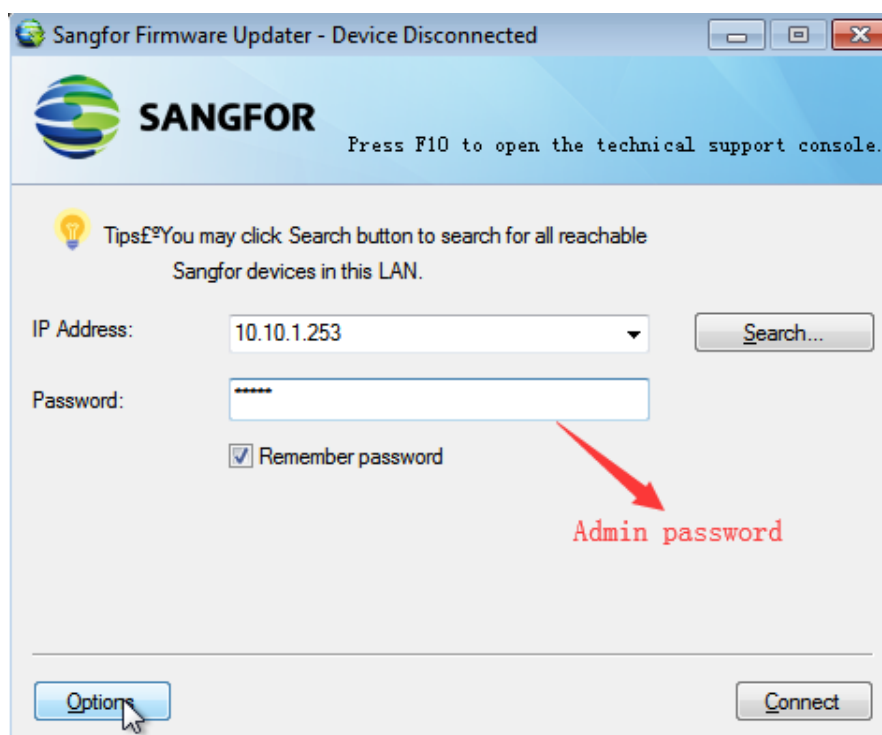 Sangfor Firmware Updater - Device Disconnected
SANGFOR
Press F10 to open the technical support console.
Tips£ºYou may click Search button to search for all reachable
Sangfor devices in this LAN.
IP Address:
10.10.1.253
Search...
Password:
*****
Remember password
Admin password
Options
Connect